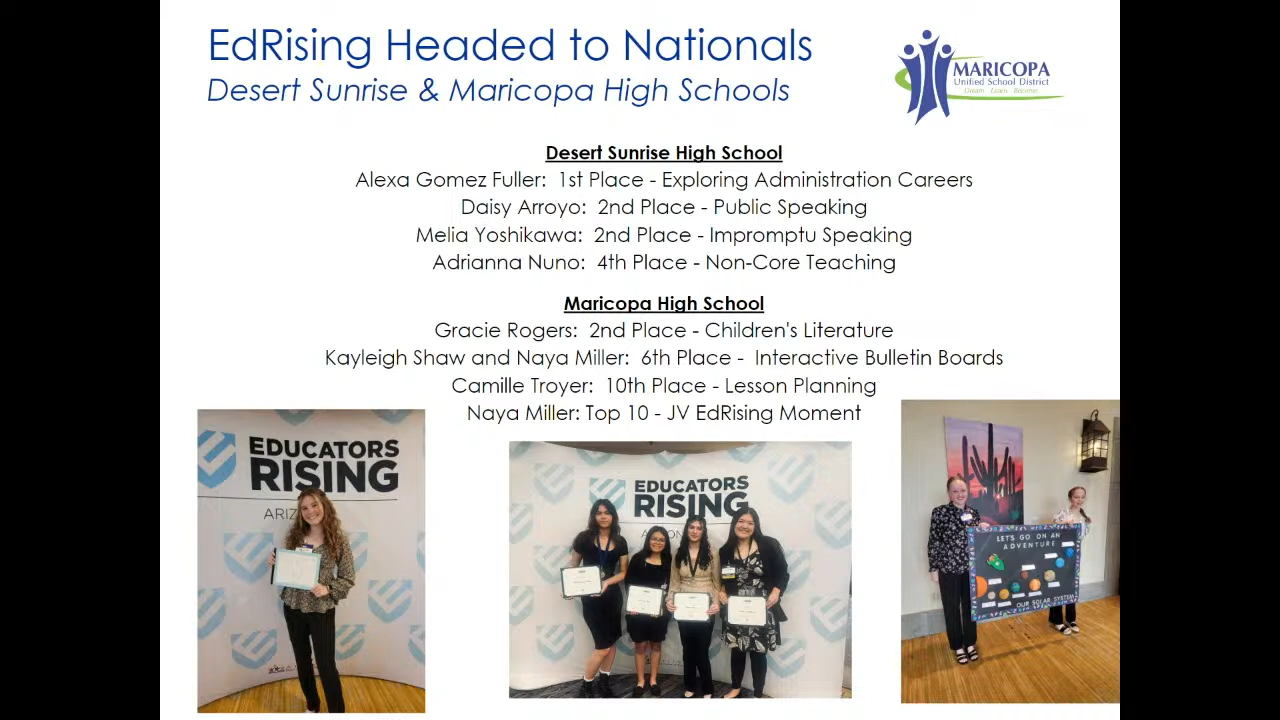 EdRising Headed to Nationals
Desert Sunrise & Maricopa High Schools
MARICOPA
Unified School District
Dream Learn Become
Desert Sunrise High School
Alexa Gomez Fuller: 1st Place - Exploring Administration Careers
Daisy Arroyo: 2nd Place - Public Speaking
Melia Yoshikawa: 2nd Place - Impromptu Speaking
Adrianna Nuno: 4th Place - Non-Core Teaching
Maricopa High School
Gracie Rogers: 2nd Place - Children's Literature
Kayleigh Shaw and Naya Miller: 6th Place - Interactive Bulletin Boards
Camille Troyer: 10th Place - Lesson Planning
Naya Miller: Top 10 - JV EdRising Moment
EDUCATORS
RISING
EDUCATORS
RISING
LET'S GO ON AN
ADVENTURE
OUR SOLAR SYSTEM